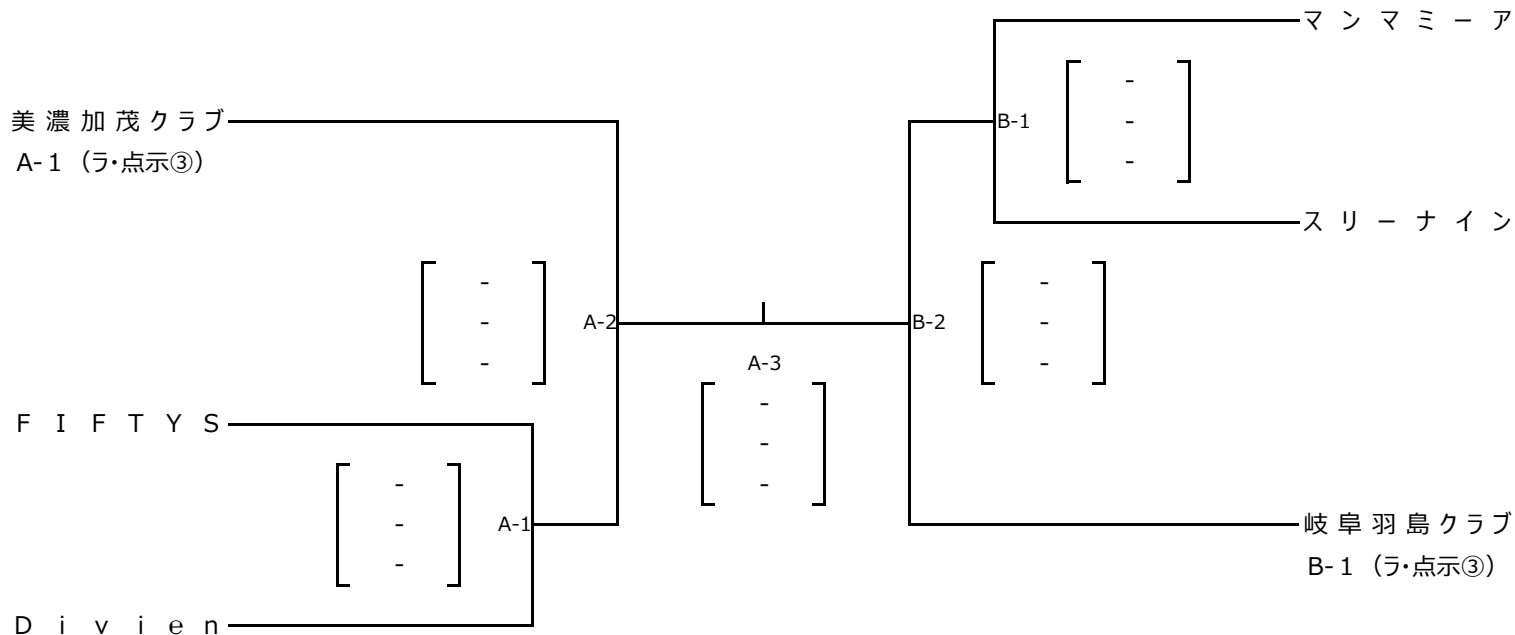 マンマミーア
美濃加茂クラブ
A-1（ラ・点示③）
B-1
-
-
-
スリーナイン
A-2
-
-
-
B-2
-
-
-
A-3
-
-
-
FIFTYS
A-1
-
-
-
岐阜羽島クラブ
B-1（ラ・点示③）
Divien